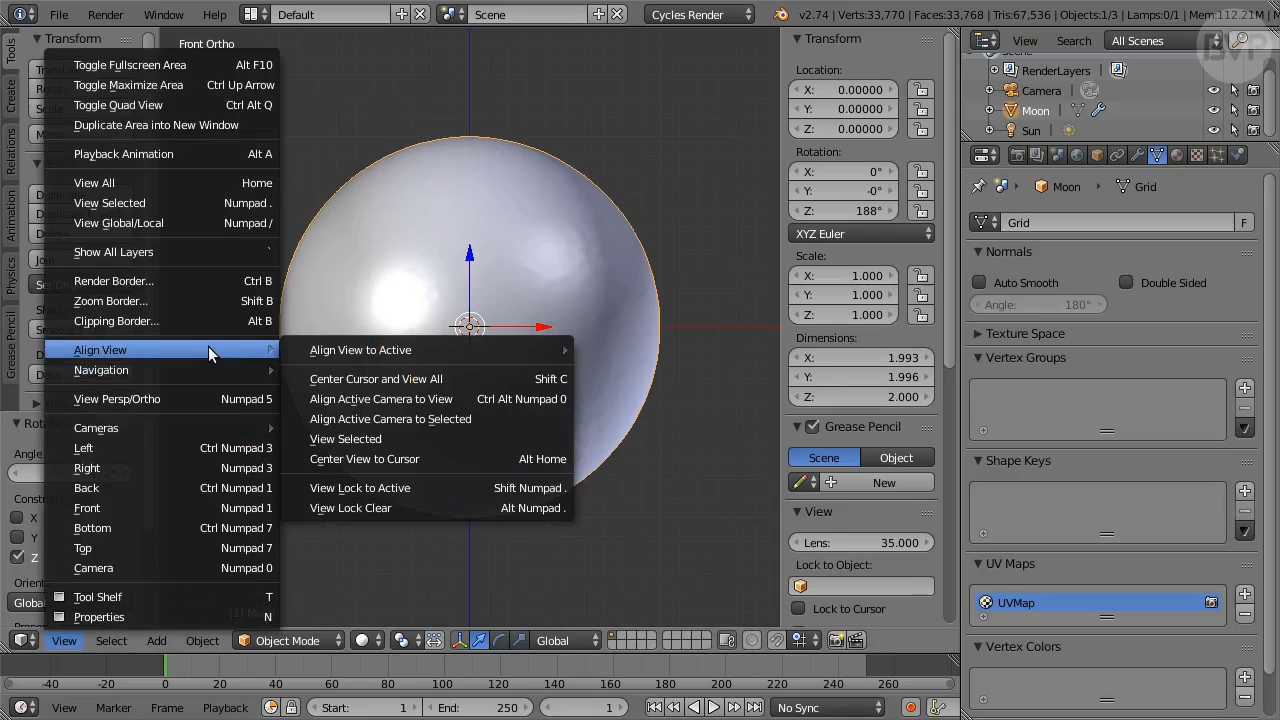 File Render Window Help Default Scene Cycles Render v2.74 | Verts:33,770 | Faces:33,768 | Tris:67,536 | Objects:1/3 | Lamps:0/1 | Mem:112.21M
Tools
Create
Relations
Animation
Physics
Grease Pencil
Transform
Front Ortho
Toggle Fullscreen Area Alt F10
Toggle Maximize Area Ctrl Up Arrow
Toggle Quad View Ctrl Alt Q
Duplicate Area into New Window
Playback Animation Alt A
View All Home
View Selected Numpad .
View Global/Local Numpad /
Show All Layers `
Render Border... Ctrl B
Zoom Border... Shift B
Clipping Border... Alt B
Align View
Navigation
View Persp/Ortho Numpad 5
Cameras
Left Ctrl Numpad 3
Right Numpad 3
Back Ctrl Numpad 1
Front Numpad 1
Bottom Ctrl Numpad 7
Top Numpad 7
Camera Numpad 0
Tool Shelf T
Properties N
Align View to Active
Center Cursor and View All Shift C
Align Active Camera to View Ctrl Alt Numpad 0
Align Active Camera to Selected
View Selected
Center View to Cursor Alt Home
View Lock to Active Shift Numpad .
View Lock Clear Alt Numpad .
Angle
X
Y
Z
Global
View Select Add Object Object Mode Global
Transform
Location:
X: 0.00000
Y: 0.00000
Z: 0.00000
Rotation:
X: 0°
Y: -0°
Z: 188°
XYZ Euler
Scale:
X: 1.000
Y: 1.000
Z: 1.000
Dimensions:
X: 1.993
Y: 1.996
Z: 2.000
Grease Pencil
Scene Object
New
View
Lens: 35.000
Lock to Object:
Lock to Cursor
View Search All Scenes
BVP
RenderLayers
Camera
Moon
Sun
Moon Grid
Grid F
Normals
Auto Smooth Double Sided
Angle: 180°
Texture Space
Vertex Groups
Shape Keys
UV Maps
UVMap
Vertex Colors
-40 -20 0 20 40 60 80 100 120 140 160 180 200 220 240 260
View Marker Frame Playback Start: 1 End: 250 1 No Sync